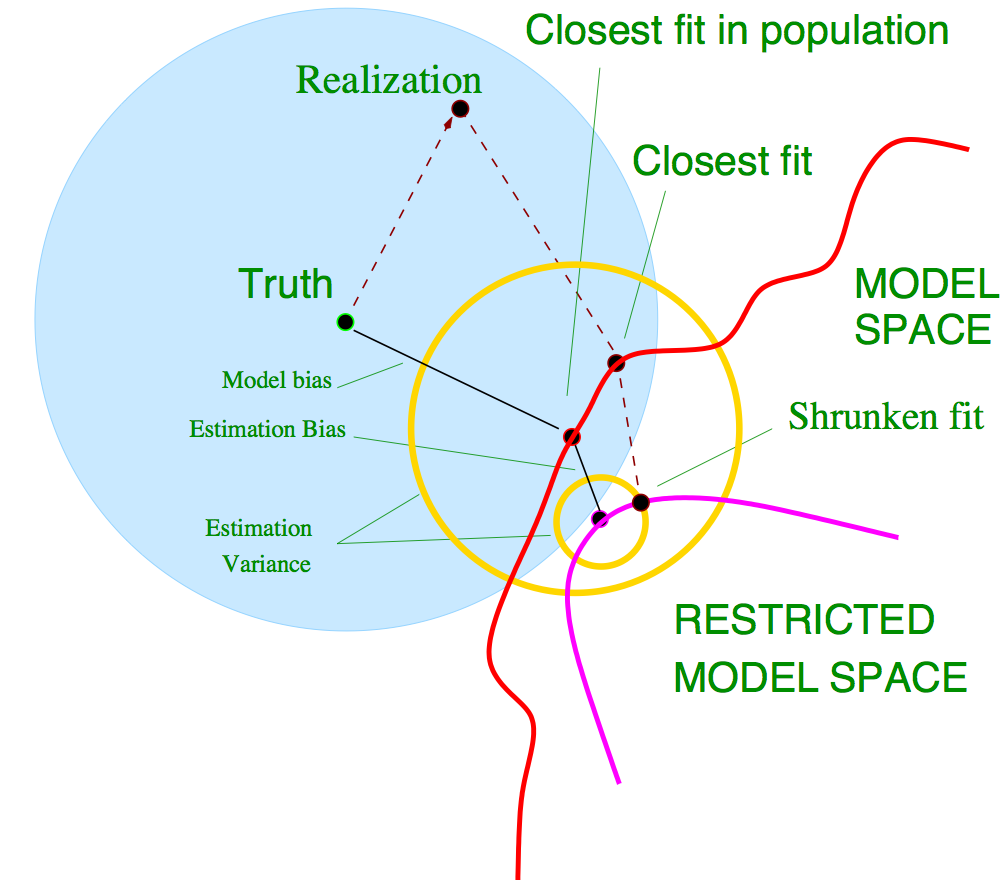 Closest fit in population
Realization
Closest fit
Truth
MODEL
SPACE
Model bias
Shrunken fit
Estimation Bias
Estimation
Variance
RESTRICTED
MODEL SPACE